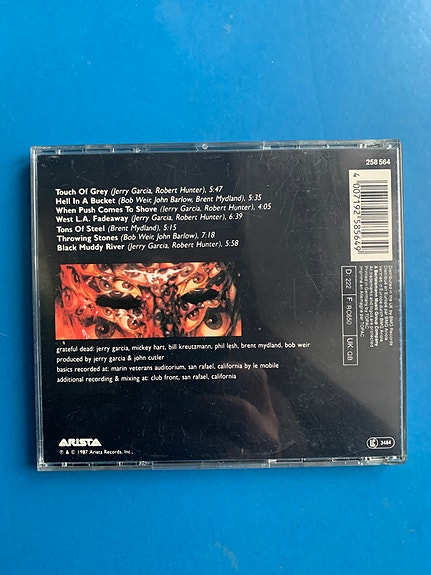 258 564
Touch Of Grey (Jerry Garcia, Robert Hunter), 5:47
Hell In A Bucket (Bob Weir, John Barlow, Brent Mydland), 5:35
When Push Comes To Shove (Jerry Garcia, Robert Hunter), 4:05
West L.A. Fadeaway (Jerry Garcia, Robert Hunter), 6:39
Tons Of Steel (Brent Mydland), 5:15
Throwing Stones (Bob Weir, John Barlow), 7:18
Black Muddy River (Jerry Garcia, Robert Hunter), 5:58
grateful dead: jerry garcia, mickey hart, bill kreutzmann, phil lesh, brent mydland, bob weir
produced by jerry garcia & john cutler
basics recorded at: marin veterans auditorium, san rafael, california by le mobile
additional recording & mixing at: club front, san rafael, california
ARISTA
℗ & © 1987 Arista Records, Inc.
4 007192 585649
D: 222
F: RC650
UK: GB
LC 3484